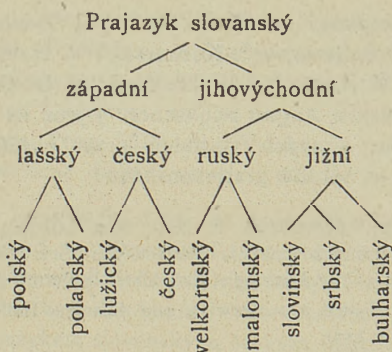 Prajazyk slovanský
západní jihovýchodní
lašský český ruský jižní
polský polabský lužický český velkoruský maloruský slovinský srbský bulharský